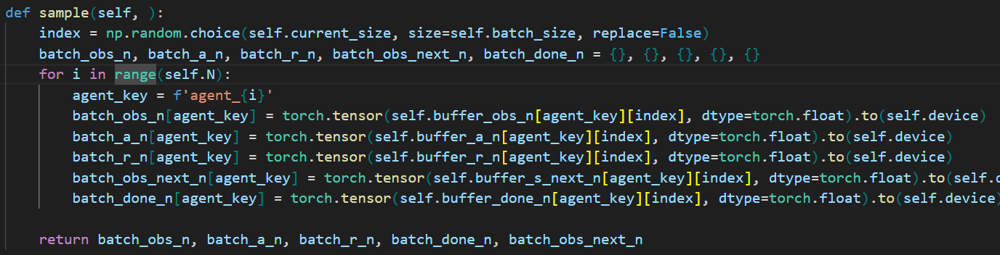 def sample(self, ):
    index = np.random.choice(self.current_size, size=self.batch_size, replace=False)
    batch_obs_n, batch_a_n, batch_r_n, batch_obs_next_n, batch_done_n = {}, {}, {}, {}, {}
    for i in range(self.N):
        agent_key = f'agent_{i}'
        batch_obs_n[agent_key] = torch.tensor(self.buffer_obs_n[agent_key][index], dtype=torch.float).to(self.device)
        batch_a_n[agent_key] = torch.tensor(self.buffer_a_n[agent_key][index], dtype=torch.float).to(self.device)
        batch_r_n[agent_key] = torch.tensor(self.buffer_r_n[agent_key][index], dtype=torch.float).to(self.device)
        batch_obs_next_n[agent_key] = torch.tensor(self.buffer_s_next_n[agent_key][index], dtype=torch.float).to(self.d
        batch_done_n[agent_key] = torch.tensor(self.buffer_done_n[agent_key][index], dtype=torch.float).to(self.device)
    return batch_obs_n, batch_a_n, batch_r_n, batch_done_n, batch_obs_next_n